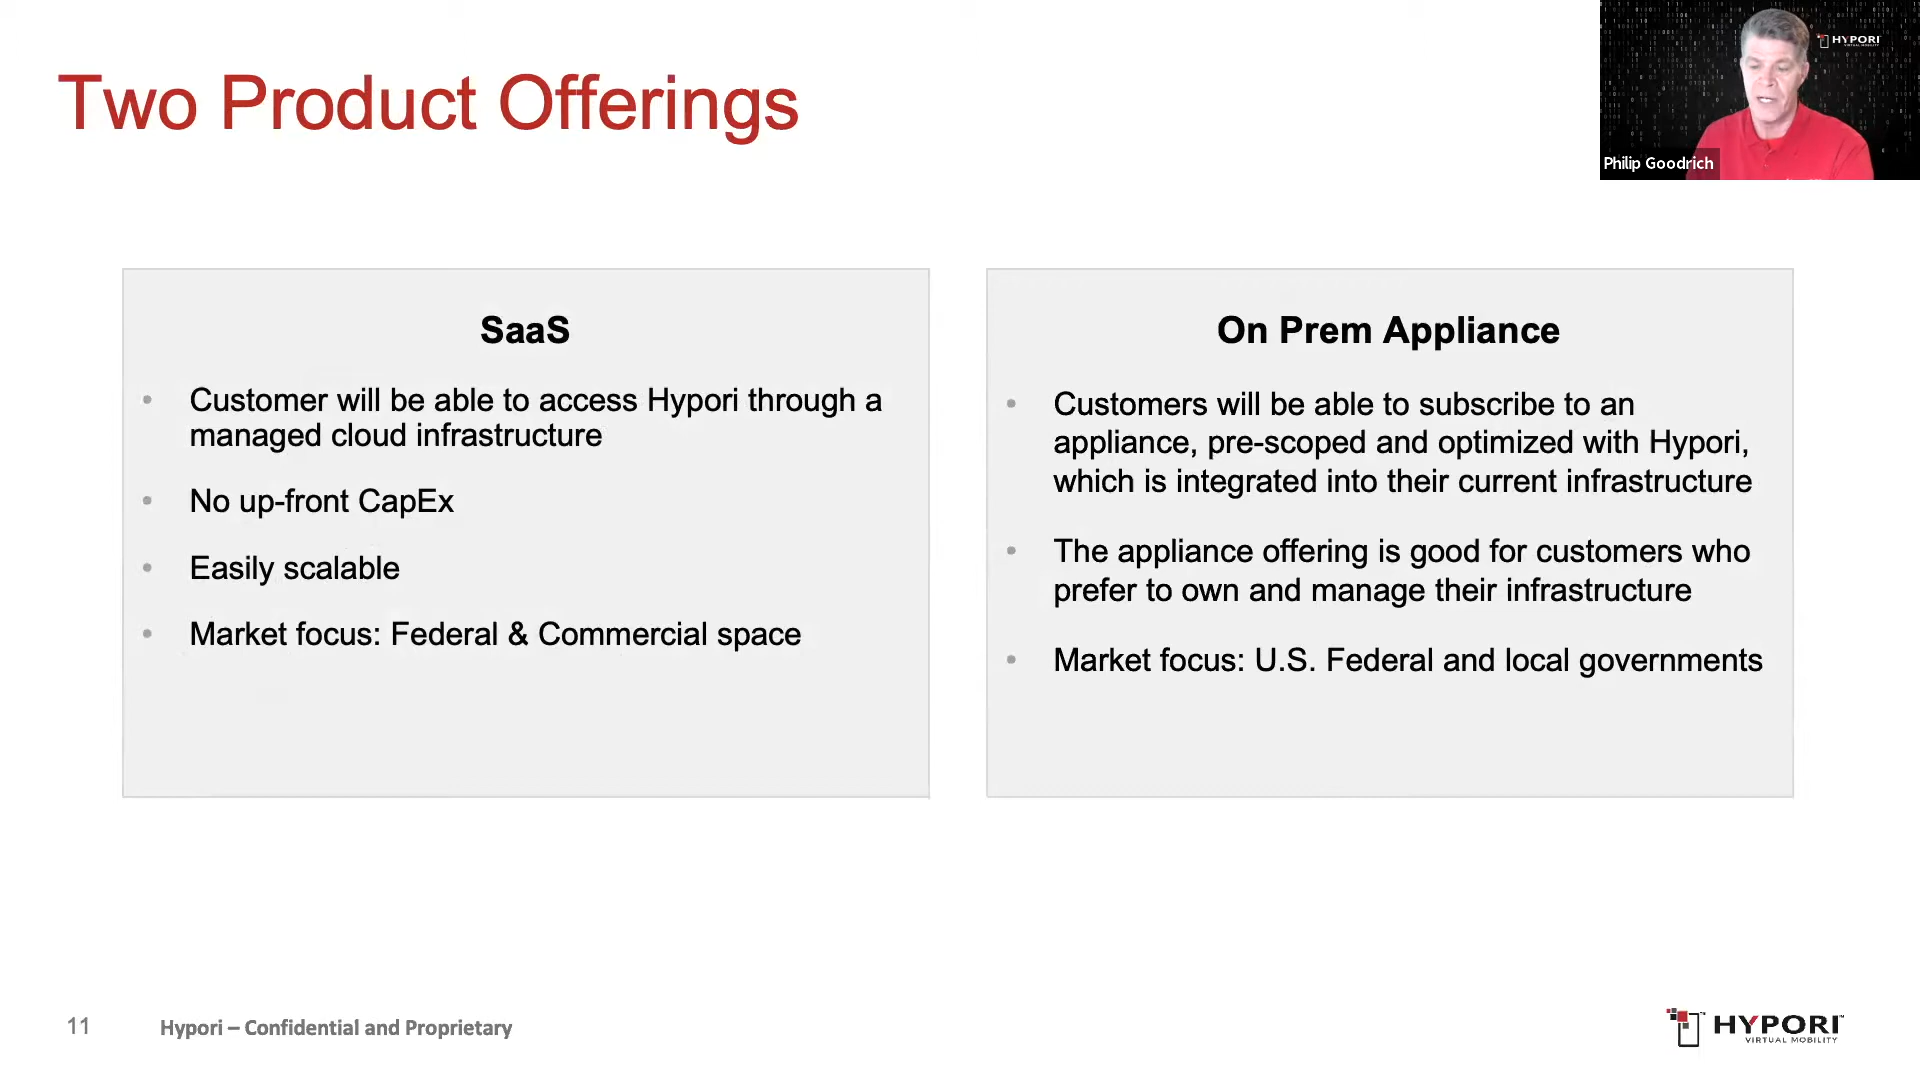 Two Product Offerings
HYPORI
VIRTUAL MOBILITY
Philip Goodrich
SaaS
• Customer will be able to access Hypori through a
managed cloud infrastructure
• No up-front CapEx
• Easily scalable
• Market focus: Federal & Commercial space
On Prem Appliance
• Customers will be able to subscribe to an
appliance, pre-scoped and optimized with Hypori,
which is integrated into their current infrastructure
• The appliance offering is good for customers who
prefer to own and manage their infrastructure
• Market focus: U.S. Federal and local governments
11
Hypori – Confidential and Proprietary
HYPORI™
VIRTUAL MOBILITY